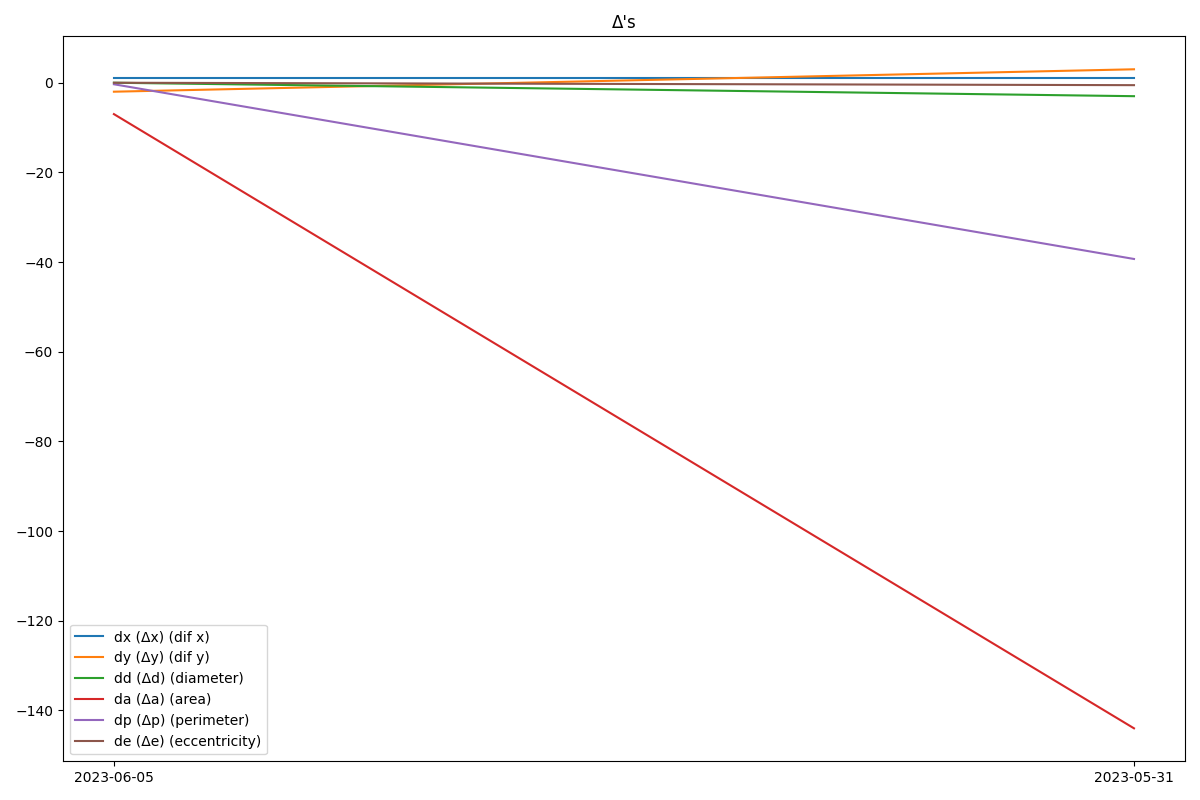 Δ's
0
−20
−40
−60
−80
−100
−120
−140
dx (Δx) (dif x)
dy (Δy) (dif y)
dd (Δd) (diameter)
da (Δa) (area)
dp (Δp) (perimeter)
de (Δe) (eccentricity)
2023-06-05 2023-05-31